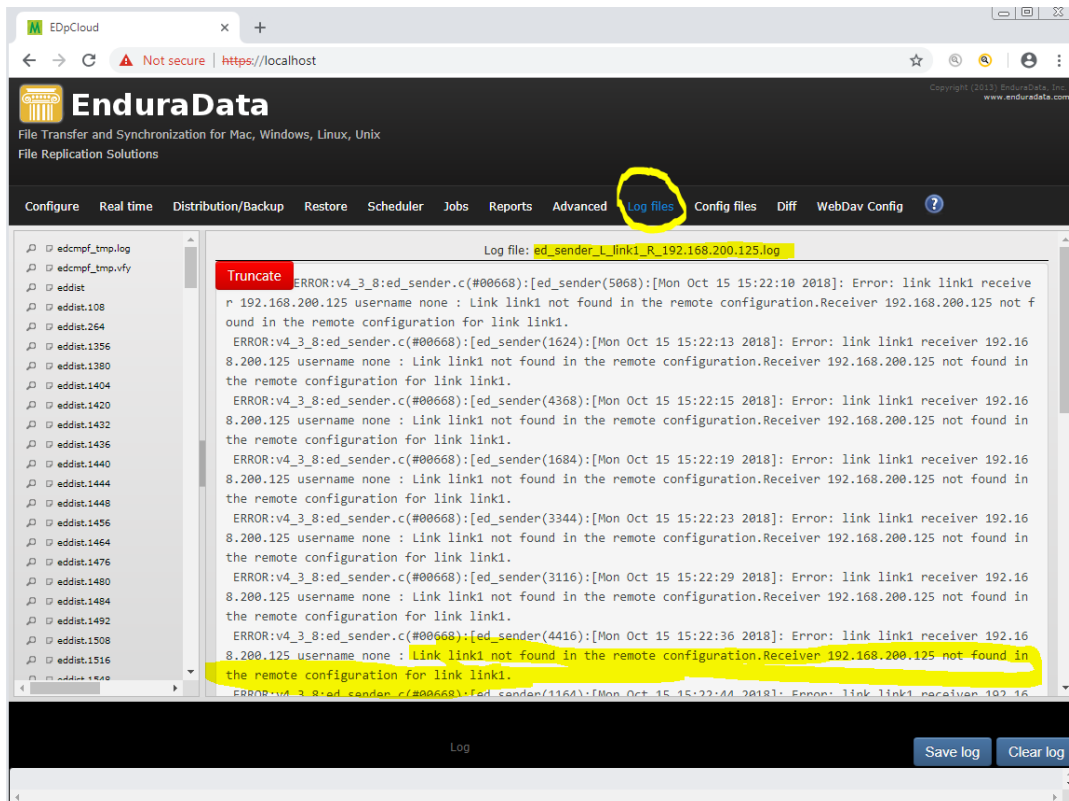 EDpCloud
Not secure | https://localhost
EnduraData
Copyright (2013) EnduraData, Inc.
www.enduradata.com
File Transfer and Synchronization for Mac, Windows, Linux, Unix
File Replication Solutions
Configure Real time Distribution/Backup Restore Scheduler Jobs Reports Advanced Log files Config files Diff WebDav Config ?
edcmpf_tmp.log
edcmpf_tmp.vfy
eddist
eddist.108
eddist.264
eddist.1356
eddist.1380
eddist.1404
eddist.1420
eddist.1432
eddist.1436
eddist.1440
eddist.1444
eddist.1448
eddist.1456
eddist.1464
eddist.1476
eddist.1480
eddist.1484
eddist.1492
eddist.1508
eddist.1516
eddist.1548
Log file: ed_sender_L_link1_R_192.168.200.125.log
Truncate
ERROR:v4_3_8:ed_sender.c(#00668):[ed_sender(5068):[Mon Oct 15 15:22:10 2018]: Error: link link1 receive
r 192.168.200.125 username none : Link link1 not found in the remote configuration.Receiver 192.168.200.125 not f
ound in the remote configuration for link link1.
ERROR:v4_3_8:ed_sender.c(#00668):[ed_sender(1624):[Mon Oct 15 15:22:13 2018]: Error: link link1 receiver 192.16
8.200.125 username none : Link link1 not found in the remote configuration.Receiver 192.168.200.125 not found in
the remote configuration for link link1.
ERROR:v4_3_8:ed_sender.c(#00668):[ed_sender(4368):[Mon Oct 15 15:22:15 2018]: Error: link link1 receiver 192.16
8.200.125 username none : Link link1 not found in the remote configuration.Receiver 192.168.200.125 not found in
the remote configuration for link link1.
ERROR:v4_3_8:ed_sender.c(#00668):[ed_sender(1684):[Mon Oct 15 15:22:19 2018]: Error: link link1 receiver 192.16
8.200.125 username none : Link link1 not found in the remote configuration.Receiver 192.168.200.125 not found in
the remote configuration for link link1.
ERROR:v4_3_8:ed_sender.c(#00668):[ed_sender(3344):[Mon Oct 15 15:22:23 2018]: Error: link link1 receiver 192.16
8.200.125 username none : Link link1 not found in the remote configuration.Receiver 192.168.200.125 not found in
the remote configuration for link link1.
ERROR:v4_3_8:ed_sender.c(#00668):[ed_sender(3116):[Mon Oct 15 15:22:29 2018]: Error: link link1 receiver 192.16
8.200.125 username none : Link link1 not found in the remote configuration.Receiver 192.168.200.125 not found in
the remote configuration for link link1.
ERROR:v4_3_8:ed_sender.c(#00668):[ed_sender(4416):[Mon Oct 15 15:22:36 2018]: Error: link link1 receiver 192.16
8.200.125 username none : Link link1 not found in the remote configuration.Receiver 192.168.200.125 not found in
the remote configuration for link link1.
ERROR:v4_3_8:ed_sender.c(#00668):[ed_sender(1164):[Mon Oct 15 15:22:44 2018]: Error: link link1 receiver 192.16
Log
Save log
Clear log